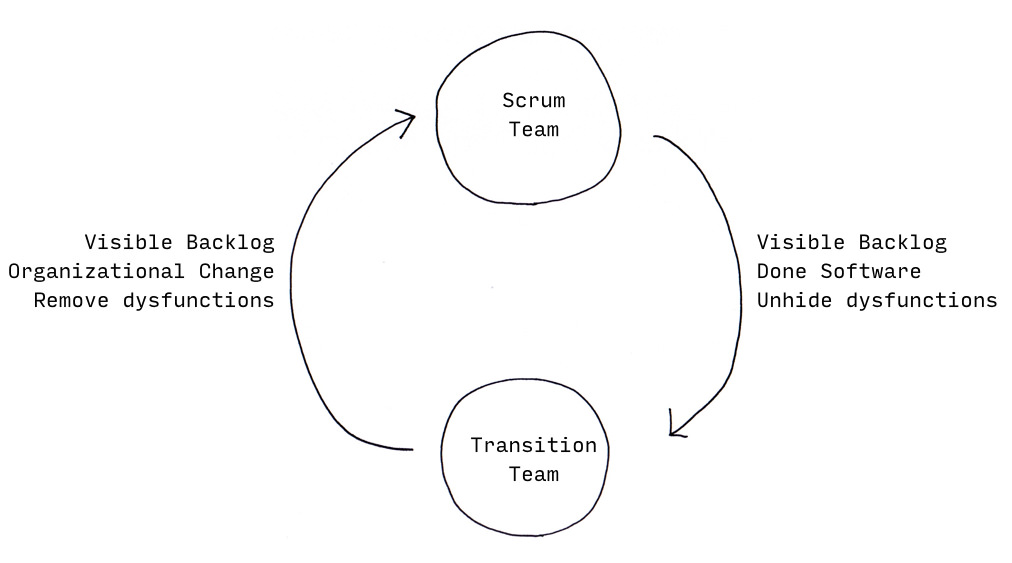 Scrum
Team
Visible Backlog
Organizational Change
Remove dysfunctions
Visible Backlog
Done Software
Unhide dysfunctions
Transition
Team